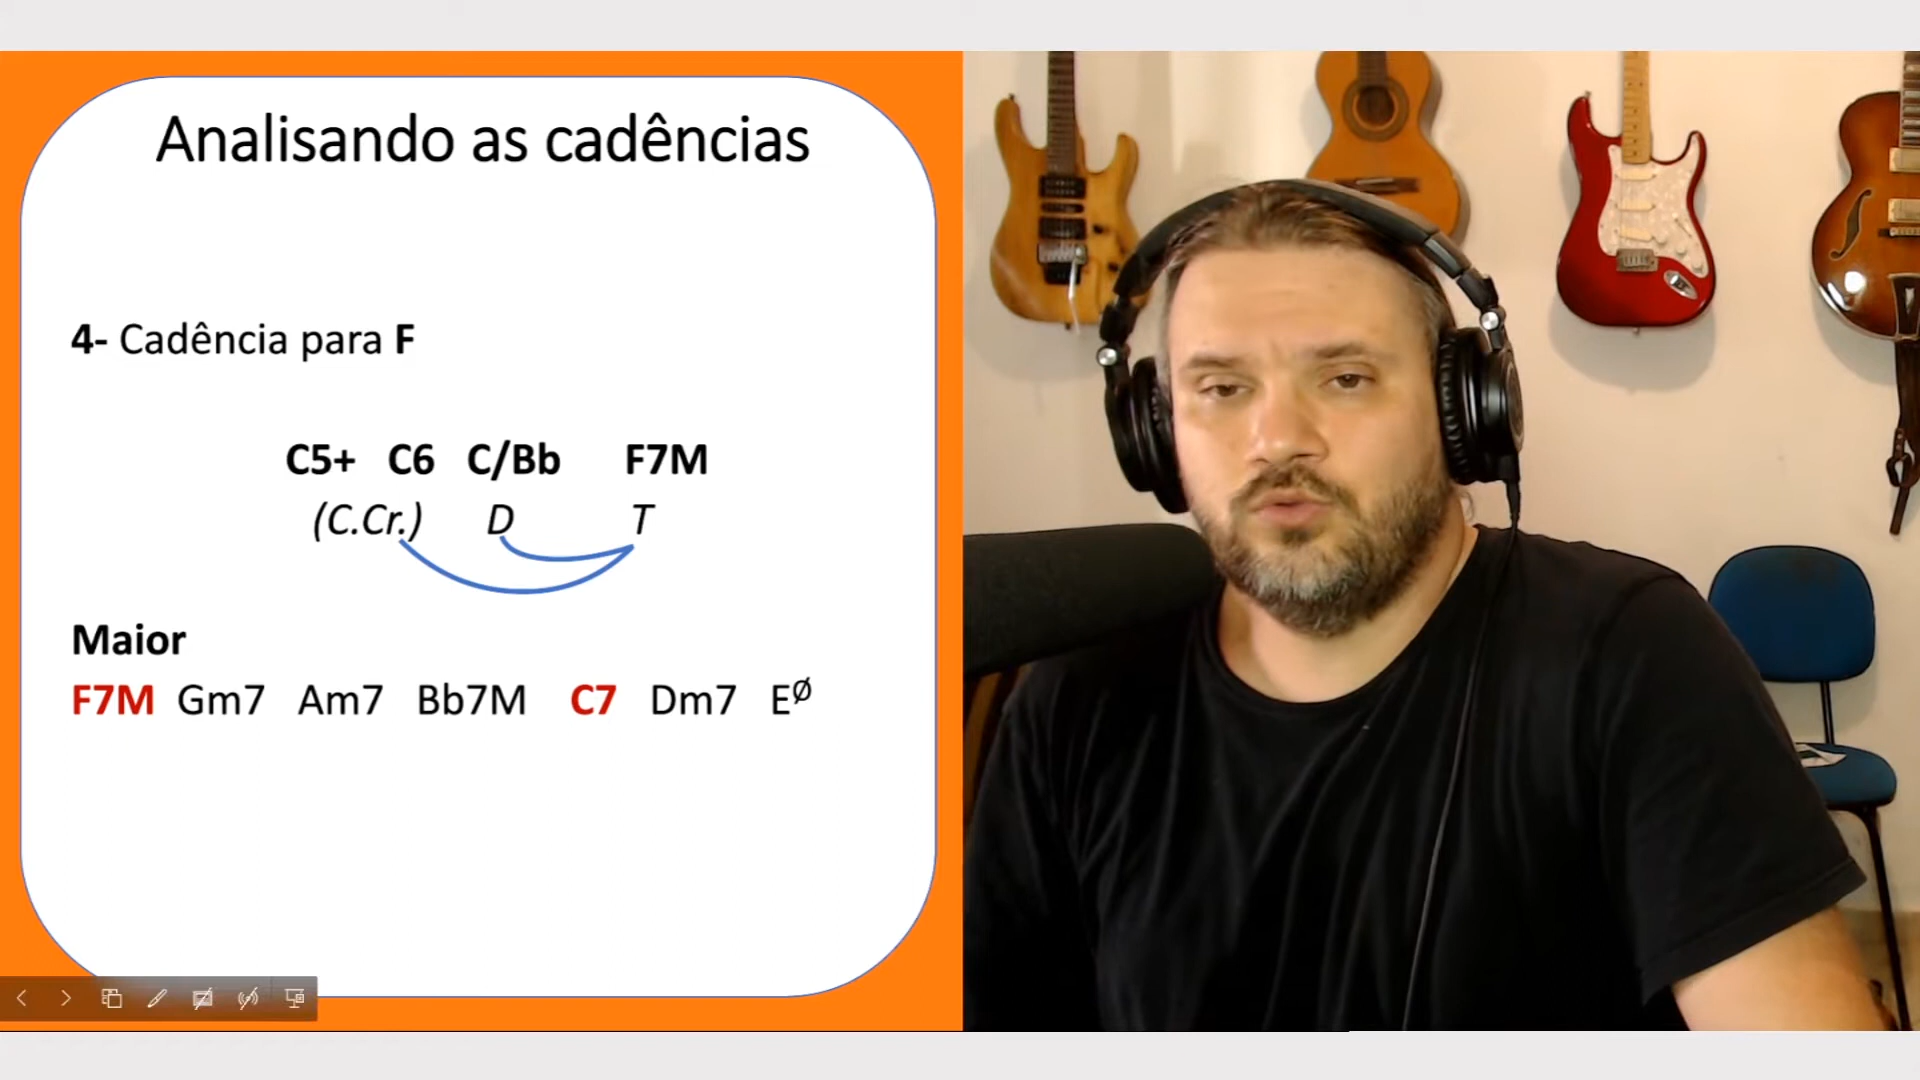 Analisando as cadências
4- Cadência para F
C5+ C6 C/Bb F7M
(C.Cr.) D T
Maior
F7M Gm7 Am7 Bb7M C7 Dm7 EØ